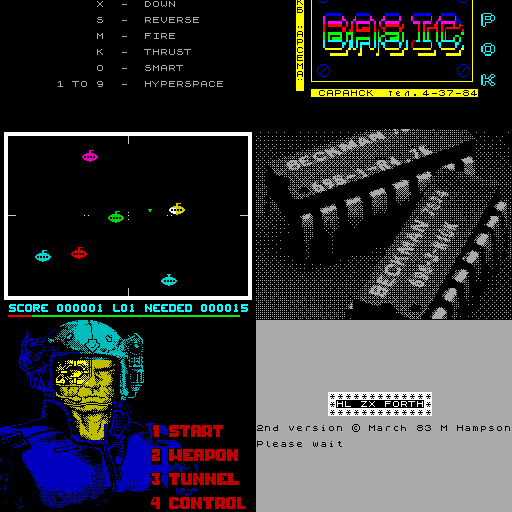 X - DOWN
S - REVERSE
M - FIRE
K - THRUST
O - SMART
1 TO 9 - HYPERSPACE
BASIC
РОК
САРАНСК тел. 4-37-84
BECKMAN
BECKMAN
SCORE 000001 L01 NEEDED 000015
1 START
2 WEAPON
3 TUNNEL
4 CONTROL
*************
*HL ZX FORTH*
*************
2nd version © March 83 M Hampson
Please wait